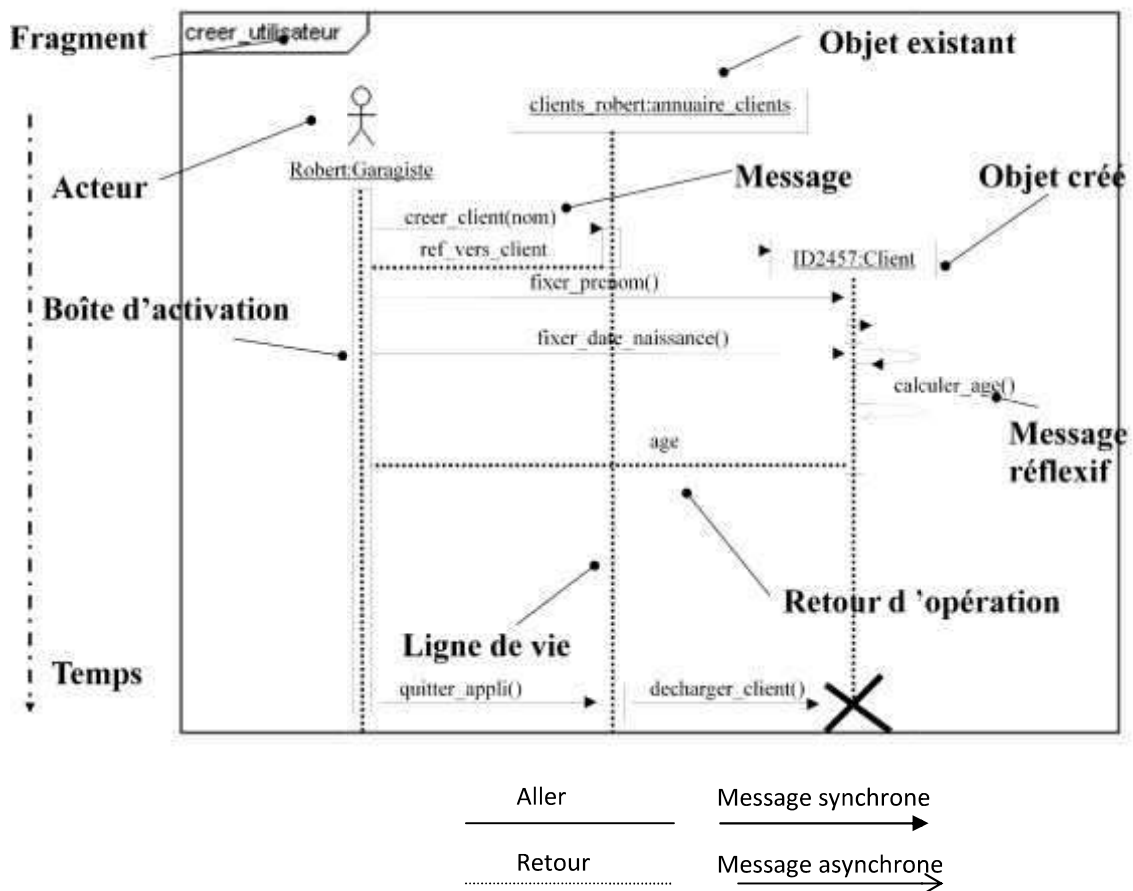 creer_utilisateur
Fragment
Objet existant
clients_robert:annuaire_clients
Robert:Garagiste
Acteur
Message
Objet créé
creer_client(nom)
ref_vers_client
ID2457:Client
fixer_prenom()
Boîte d’activation
fixer_date_naissance()
calculer_age()
Message
réflexif
age
Retour d ’opération
Ligne de vie
Temps
quitter_appli()
decharger_client()
Aller
Message synchrone
Retour
Message asynchrone